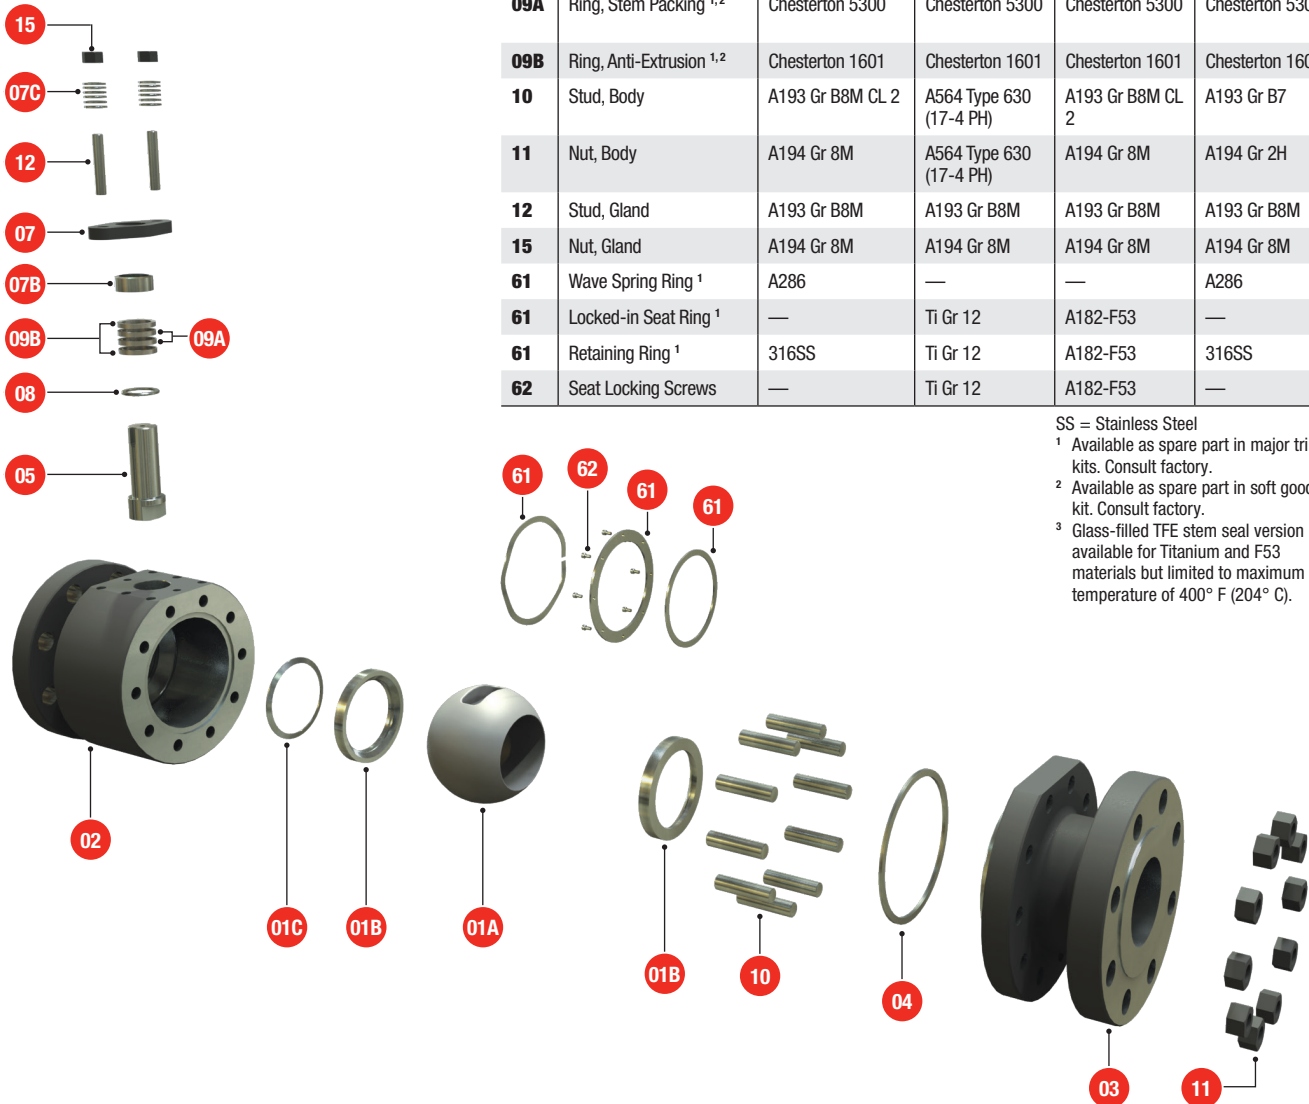 09A Ring, Stem Packing 1,2 Chesterton 5300 Chesterton 5300 Chesterton 5300
09B Ring, Anti-Extrusion 1,2 Chesterton 1601 Chesterton 1601 Chesterton 1601 Chesterton
10 Stud, Body A193 Gr B8M CL 2 A564 Type 630 (17-4 PH) A193 Gr B8M CL 2 A193 Gr B7
11 Nut, Body A194 Gr 8M A564 Type 630 (17-4 PH) A194 Gr 8M A194 Gr 2H
12 Stud, Gland A193 Gr B8M A193 Gr B8M A193 Gr B8M A193 Gr B8M
15 Nut, Gland A194 Gr 8M A194 Gr 8M A194 Gr 8M A194 Gr 8M
61 Wave Spring Ring 1 A286 — — A286
61 Locked-in Seat Ring 1 — Ti Gr 12 A182-F53 —
61 Retaining Ring 1 316SS Ti Gr 12 A182-F53 316SS
62 Seat Locking Screws — Ti Gr 12 A182-F53 —
SS = Stainless Steel
1 Available as spare part in major
kits. Consult factory.
2 Available as spare part in soft
kit. Consult factory.
3 Glass-filled TFE stem seal version
available for Titanium and F53
materials but limited to maximum
temperature of 400° F (204° C).
15
07C
12
07
07B
09B
09A
08
05
61
62
61
61
02
01C
01B
01A
01B
10
04
03
11